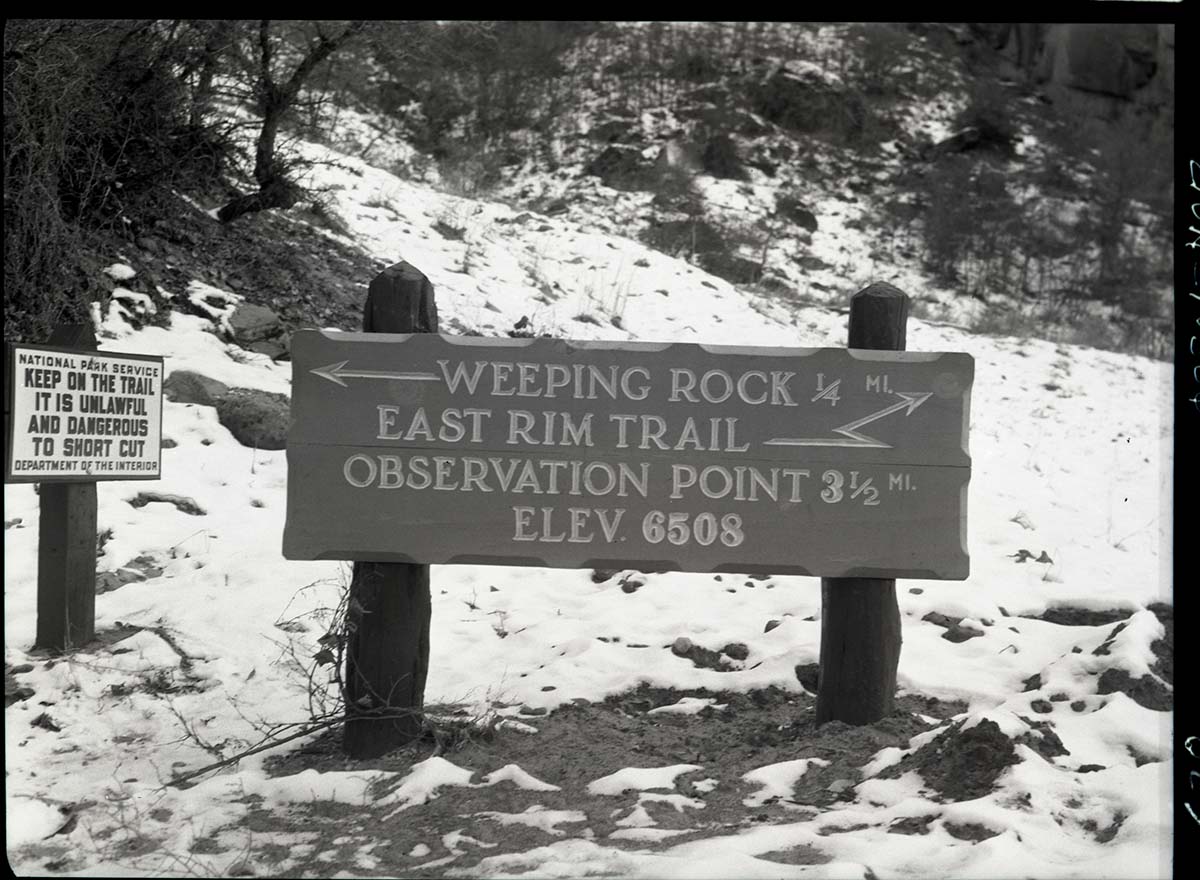 NATIONAL PARK SERVICE
KEEP ON THE TRAIL
IT IS UNLAWFUL
AND DANGEROUS
TO SHORT CUT
DEPARTMENT OF THE INTERIOR
WEEPING ROCK 1/4 MI.
EAST RIM TRAIL
OBSERVATION POINT 3 1/2 MI.
ELEV. 6508